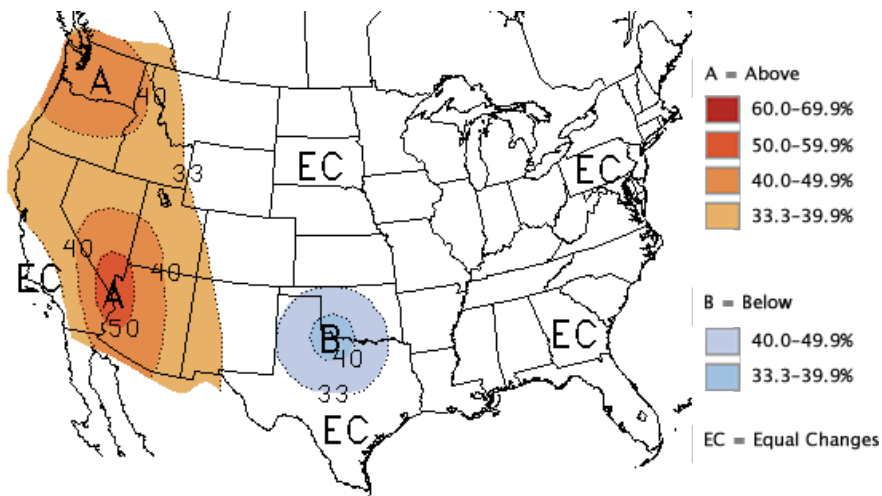 A
40
33
EC
EC
40
EC
40
A
50
B
40
33
EC
EC
A = Above
60.0-69.9%
50.0-59.9%
40.0-49.9%
33.3-39.9%
B = Below
40.0-49.9%
33.3-39.9%
EC = Equal Changes